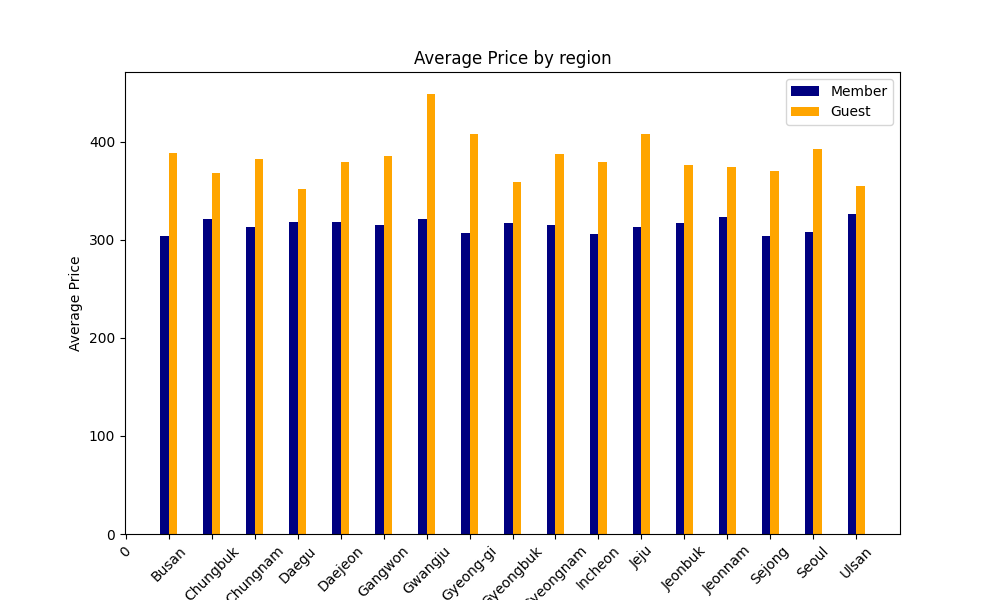 Average Price by region
Member
Guest
Average Price
400
300
200
100
0
0
Busan
Chungbuk
Chungnam
Daegu
Daejeon
Gangwon
Gwangju
Gyeong-gi
Gyeongbuk
Gyeongnam
Incheon
Jeju
Jeonbuk
Jeonnam
Sejong
Seoul
Ulsan